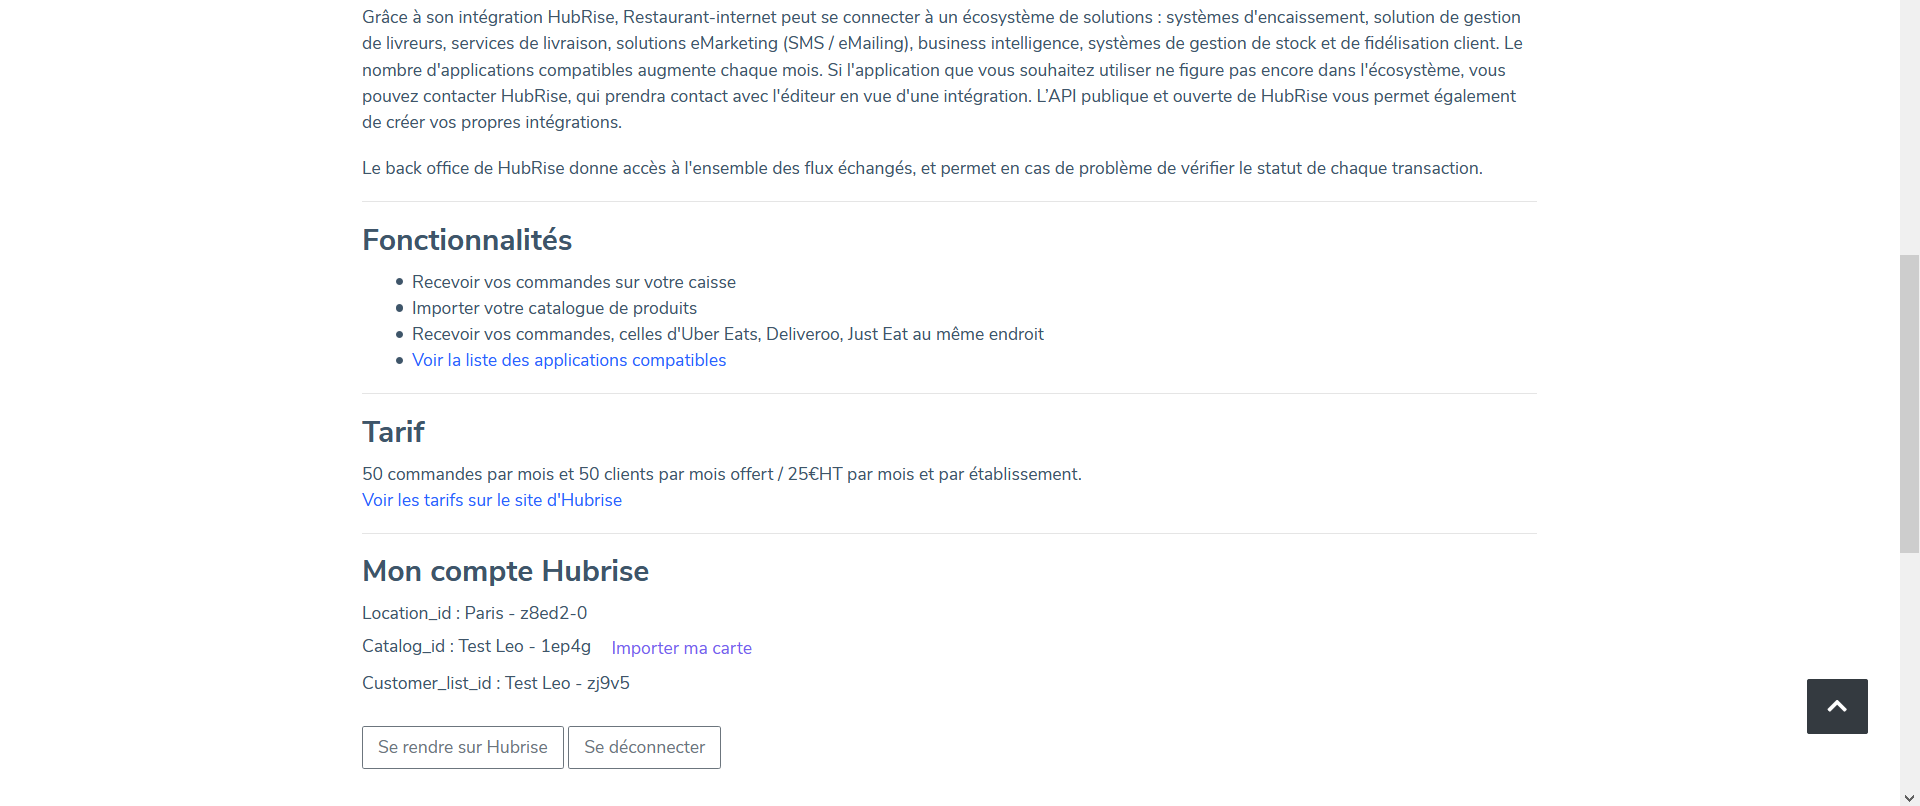 Grâce à son intégration HubRise, Restaurant-internet peut se connecter à un écosystème de solutions : systèmes d'encaissement, solution de gestion
de livreurs, services de livraison, solutions eMarketing (SMS / eMailing), business intelligence, systèmes de gestion de stock et de fidélisation client. Le
nombre d'applications compatibles augmente chaque mois. Si l'application que vous souhaitez utiliser ne figure pas encore dans l'écosystème, vous
pouvez contacter HubRise, qui prendra contact avec l'éditeur en vue d'une intégration. L’API publique et ouverte de HubRise vous permet également
de créer vos propres intégrations.
Le back office de HubRise donne accès à l'ensemble des flux échangés, et permet en cas de problème de vérifier le statut de chaque transaction.
Fonctionnalités
Recevoir vos commandes sur votre caisse
Importer votre catalogue de produits
Recevoir vos commandes, celles d'Uber Eats, Deliveroo, Just Eat au même endroit
Voir la liste des applications compatibles
Tarif
50 commandes par mois et 50 clients par mois offert / 25€HT par mois et par établissement.
Voir les tarifs sur le site d'Hubrise
Mon compte Hubrise
Location_id : Paris - z8ed2-0
Catalog_id : Test Leo - 1ep4g Importer ma carte
Customer_list_id : Test Leo - zj9v5
Se rendre sur Hubrise Se déconnecter